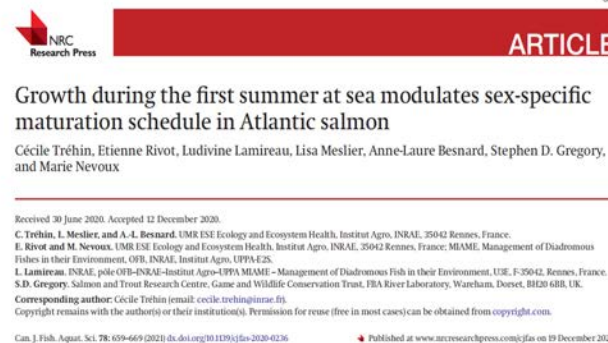 NRC
Research Press
ARTICLE
Growth during the first summer at sea modulates sex-specific
maturation schedule in Atlantic salmon
Cécile Tréhin, Etienne Rivot, Ludivine Lamireau, Lisa Meslier, Anne-Laure Besnard, Stephen D. Gregory,
and Marie Nevoux
Received 30 June 2020. Accepted 12 December 2020.
C. Tréhin, L. Meslier, and A.-L. Besnard. UMR ESE Ecology and Ecosystem Health, Institut Agro, INRAE, 35042 Rennes, France.
E. Rivot and M. Nevoux. UMR ESE Ecology and Ecosystem Health, Institut Agro, INRAE, 35042 Rennes, France; MIAME, Management of Diadromous
Fishes in their Environment, OFB, INRAE, Institut Agro, UPPA-E2S.
L. Lamireau. INRAE, pôle OFB–INRAE–Institut Agro–UPPA MIAME – Management of Diadromous Fish in their Environment, U3E, F-35042, Rennes, France.
S.D. Gregory. Salmon and Trout Research Centre, Game and Wildlife Conservation Trust, FBA River Laboratory, Wareham, Dorset, BH20 6BB, UK.
Corresponding author: Cécile Tréhin (email: cecile.trehin@inrae.fr).
Copyright remains with the author(s) or their institution(s). Permission for reuse (free in most cases) can be obtained from copyright.com.
Can. J. Fish. Aquat. Sci. 78: 659–669 (2021) dx.doi.org/10.1139/cjfas-2020-0236
Published at www.nrcresearchpress.com/cjfas on 19 December 202